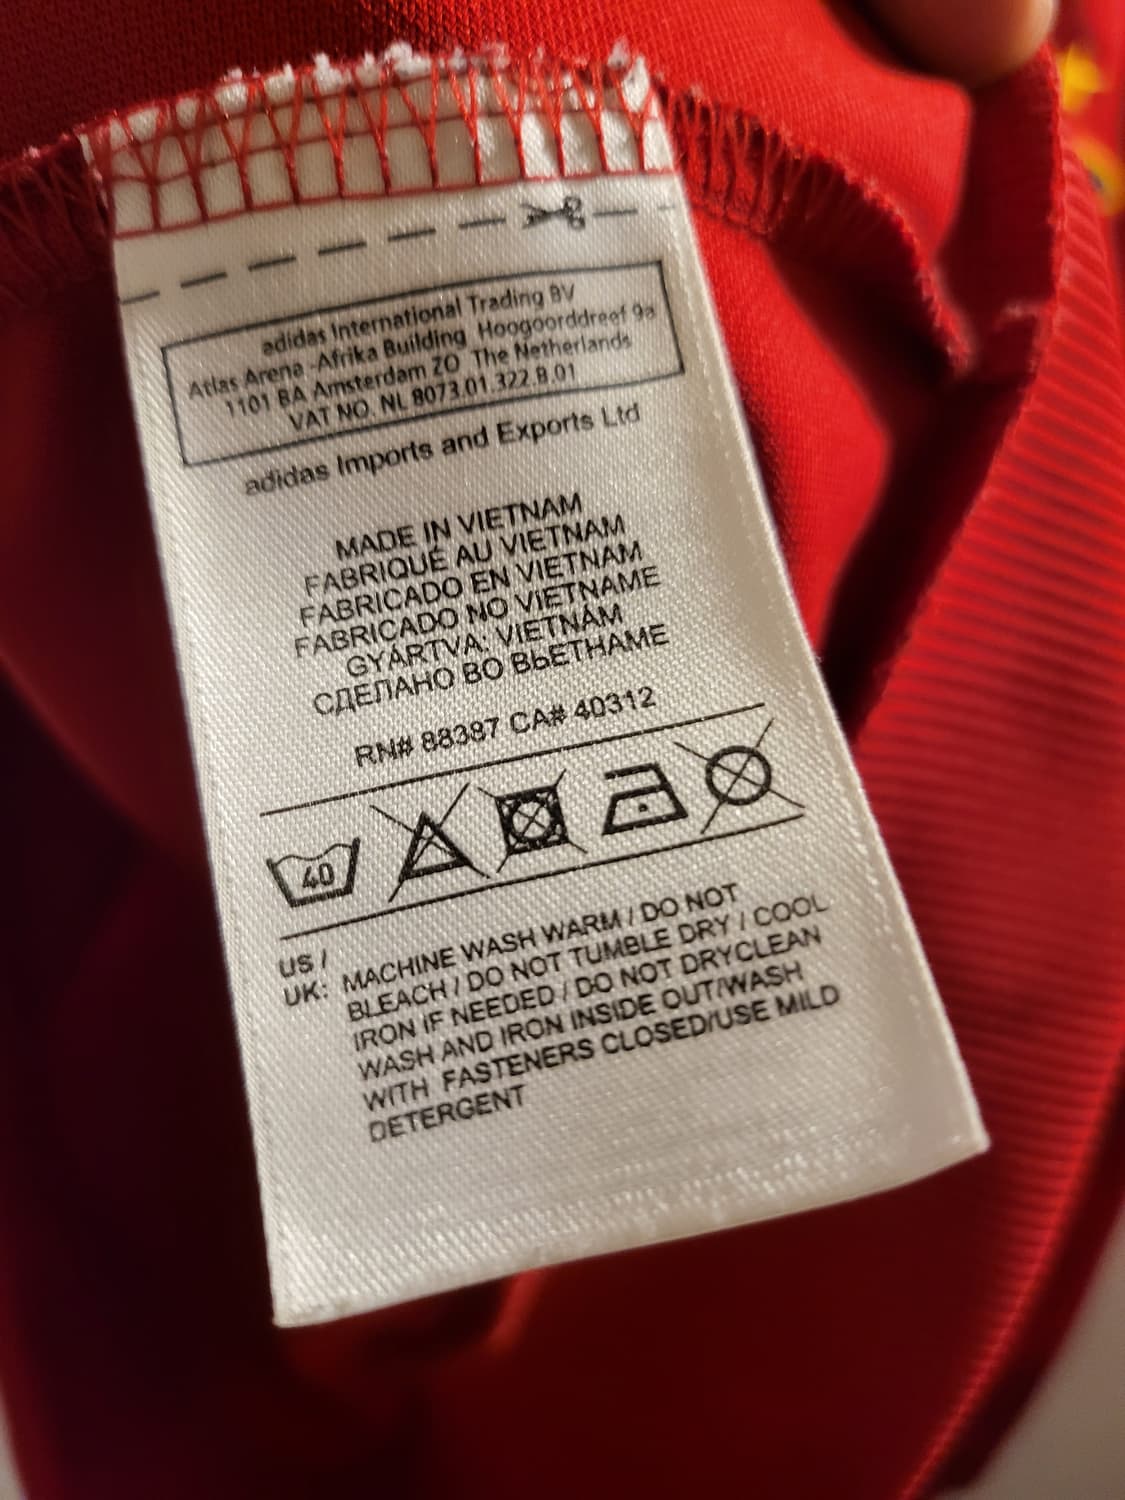 adidas International Trading BV
Atlas Arena -Afrika Building Hoogoorddreef 9a
1101 BA Amsterdam ZO The Netherlands
VAT NO. NL 8073.01.322.B.01
adidas Imports and Exports Ltd
MADE IN VIETNAM
FABRIQUÉ AU VIETNAM
FABRICADO EN VIETNAM
FABRICADO NO VIETNAME
GYÁRTVA: VIETNÁM
СДЕЛАНО ВО ВЬЕТНАМЕ
RN# 88387 CA# 40312
40
US /
UK: MACHINE WASH WARM / DO NOT
BLEACH / DO NOT TUMBLE DRY / COOL
IRON IF NEEDED / DO NOT DRYCLEAN
WASH AND IRON INSIDE OUT/WASH
WITH FASTENERS CLOSED/USE MILD
DETERGENT